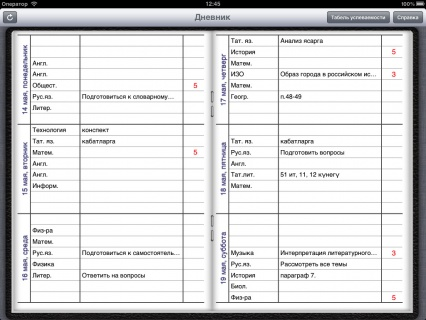 Оператор 12:45 100%
Дневник
Табель успеваемости Справка
14 мая, понедельник
Англ.
Англ.
Общест. 5
Рус.яз. Подготовиться к словарному…
Литер.
15 мая, вторник
Технология конспект
Тат. яз. кабатларга
Матем. 5
Англ.
Англ.
Информ.
16 мая, среда
Физ-ра
Матем.
Рус.яз. Подготовиться к самостоятель…
Физика
Литер. Ответить на вопросы
17 мая, четверг
Тат. яз. Анализ ясарга
История 5
Матем.
ИЗО Образ города в российском ис… 3
Матем.
Геогр. п.48-49
18 мая, пятница
Тат. яз. кабатларга
Рус.яз. Подготовить вопросы
Англ.
Тат.лит. 51 ит, 11, 12 кунегу
Матем.
19 мая, суббота
Музыка Интерпретация литературного… 3
Рус.яз. Рассмотреть все темы
История параграф 7.
Биол.
Физ-ра 5